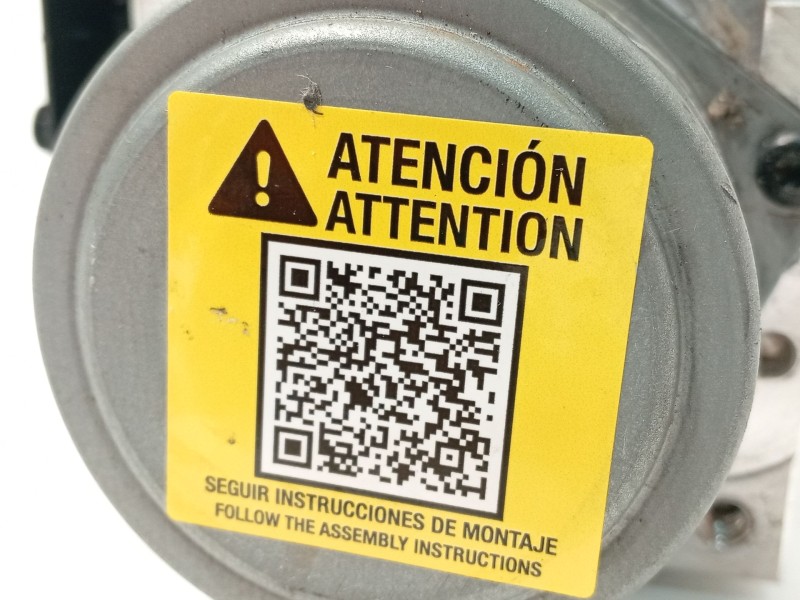 ATENCIÓN
ATTENTION
SEGUIR INSTRUCCIONES DE MONTAJE
FOLLOW THE ASSEMBLY INSTRUCTIONS